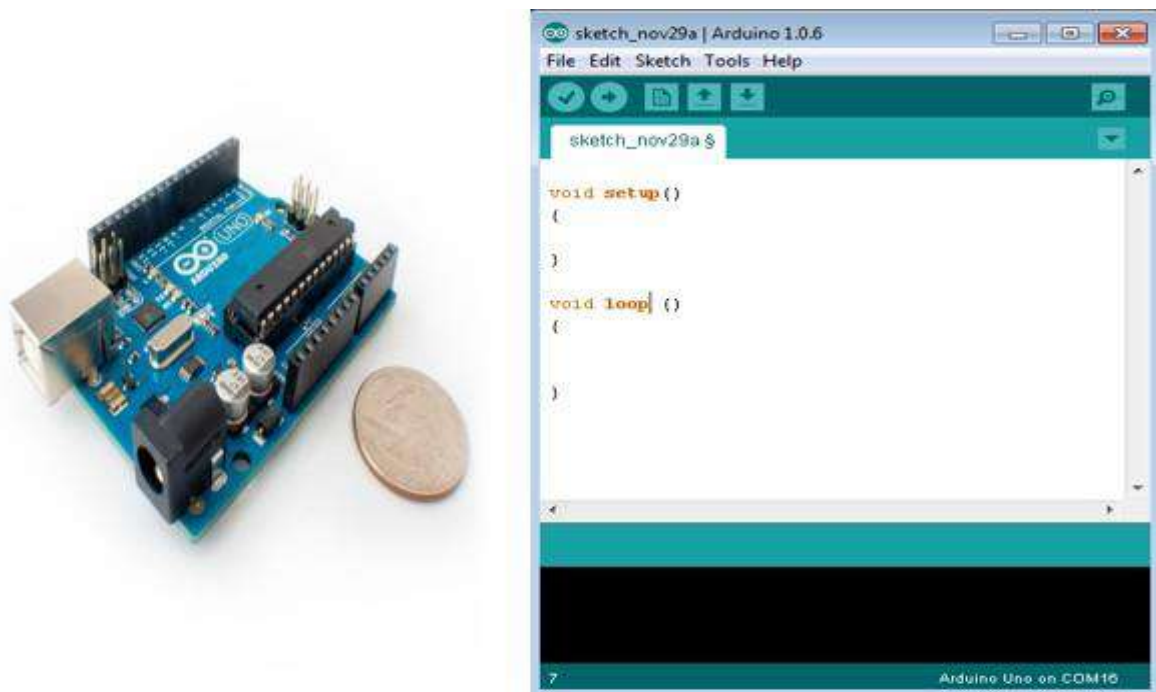 ARDUINO
UNO
sketch_nov29a | Arduino 1.0.6
File Edit Sketch Tools Help
sketch_nov29a §
void setup()
{
}
void loop ()
{
}
7
Arduino Uno on COM16